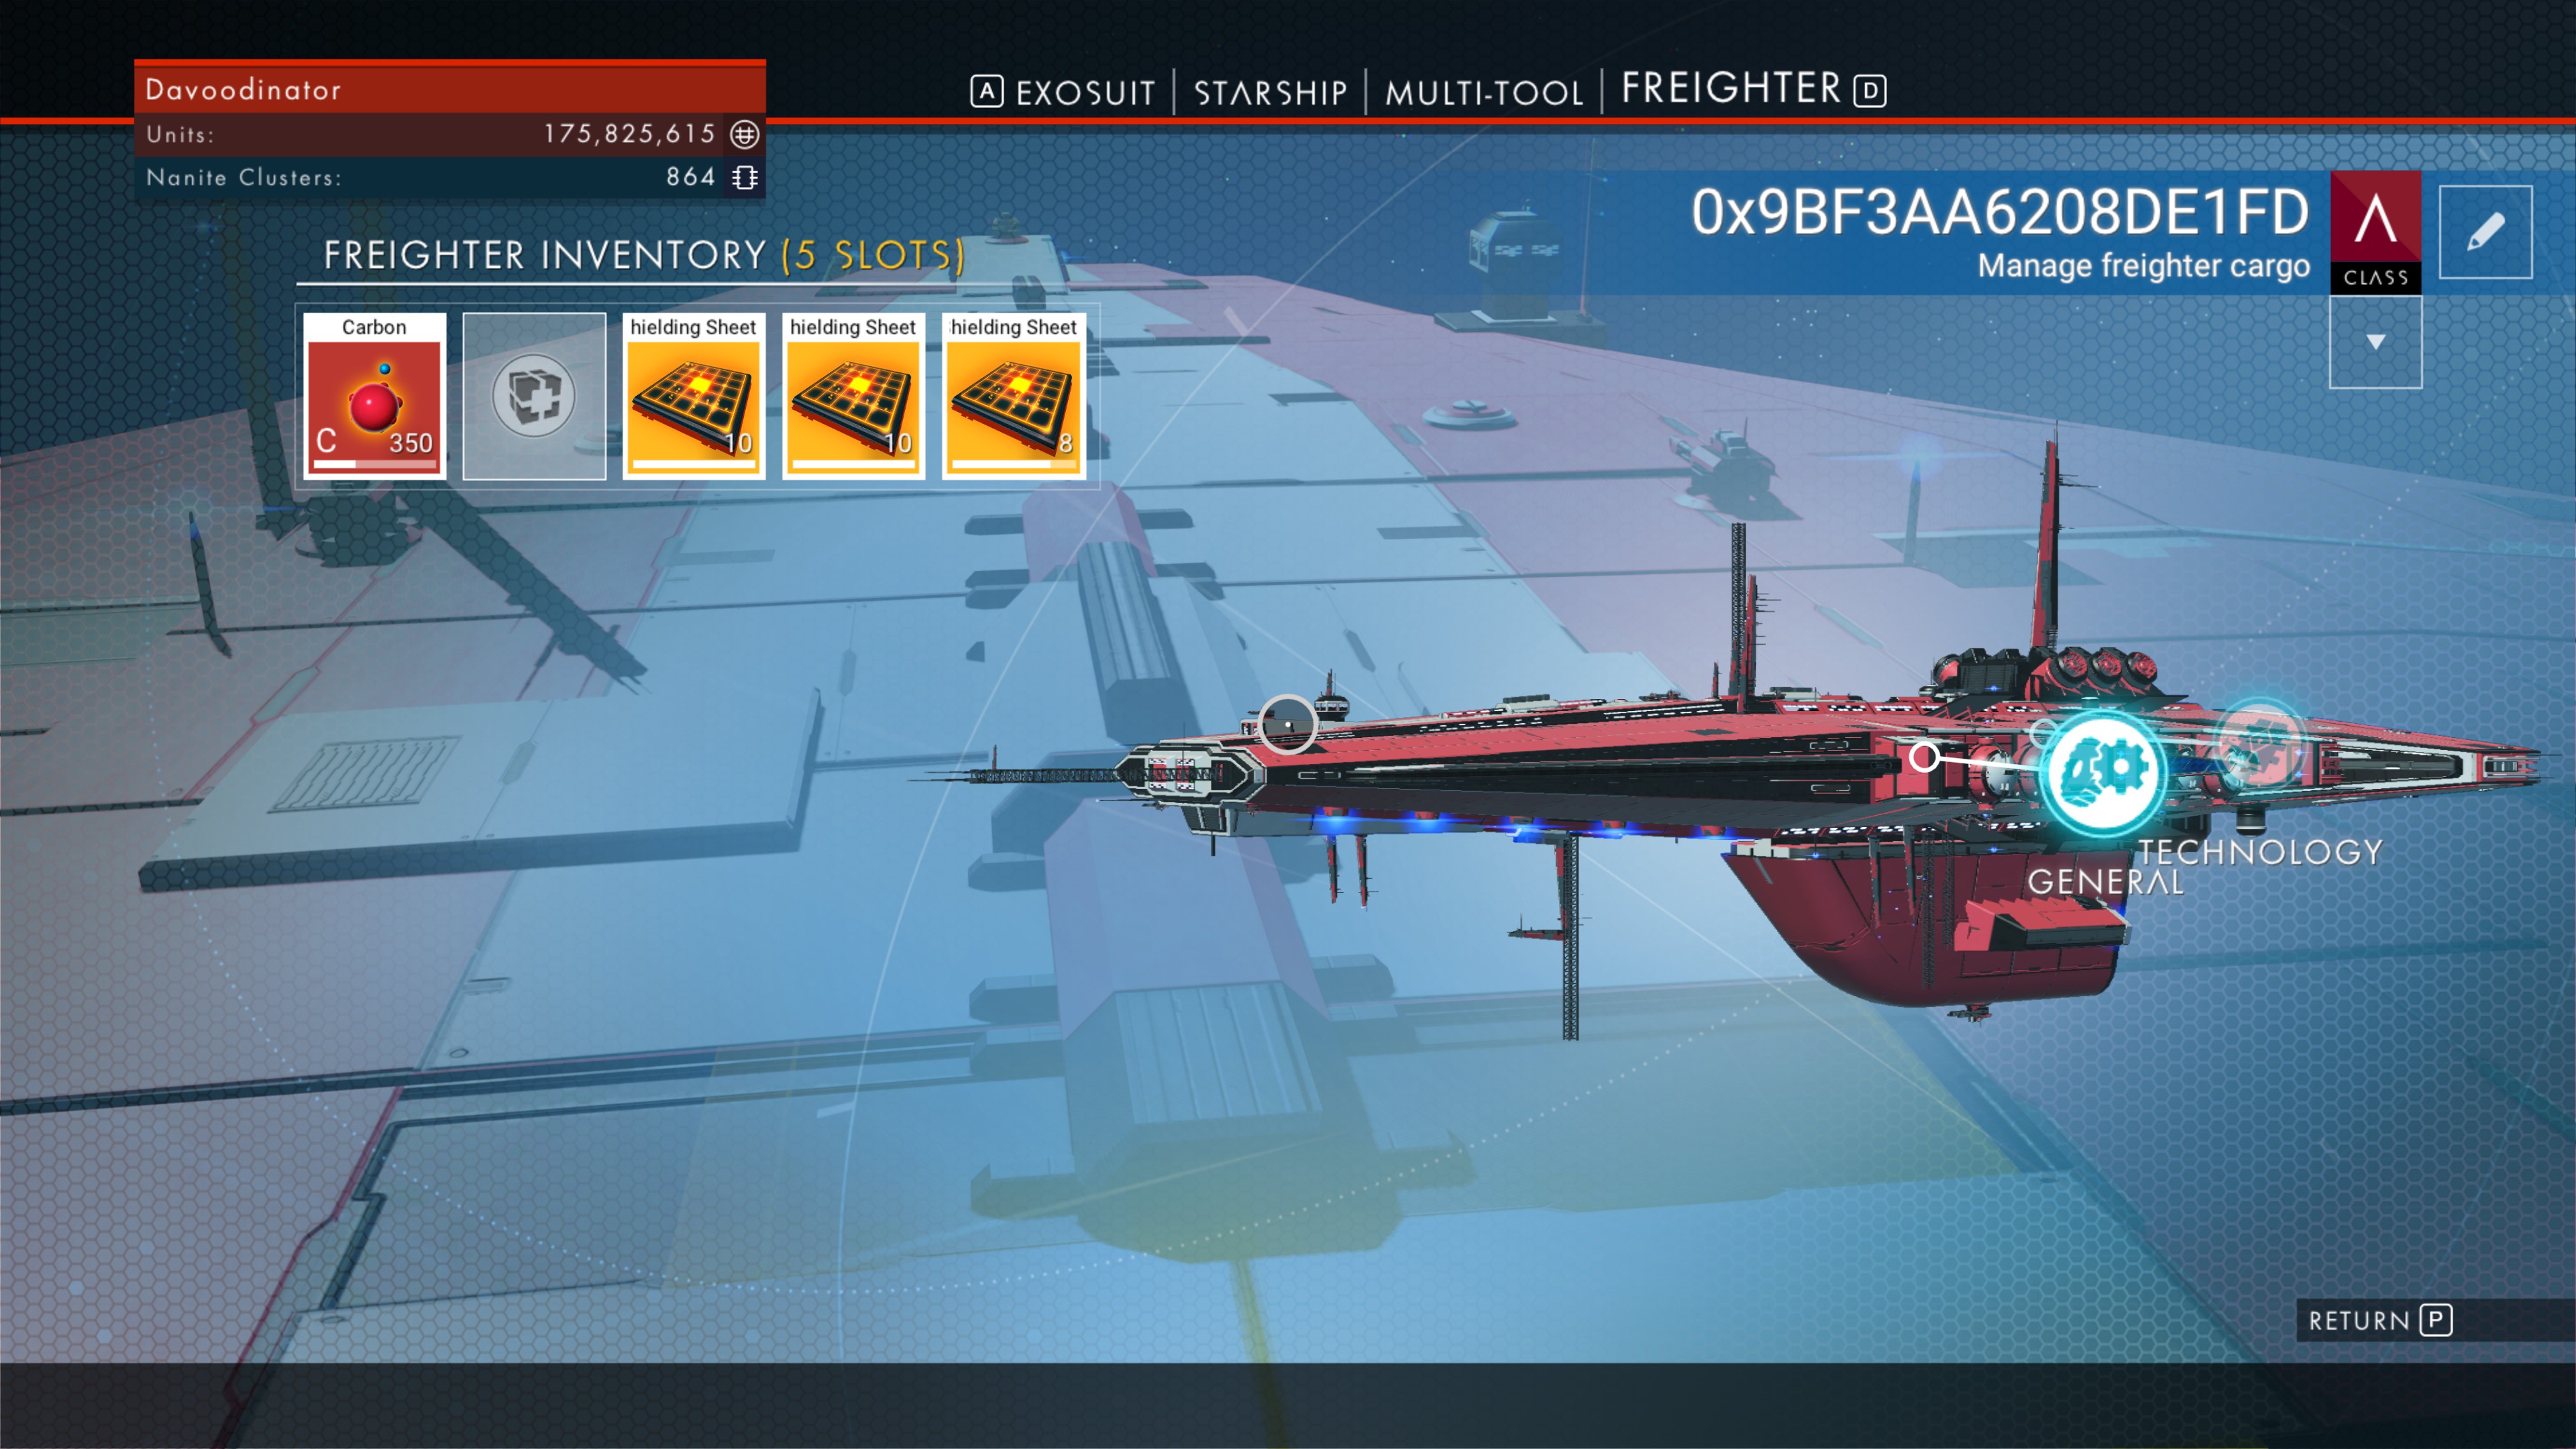 Davoodinator
Units: 175,825,615
Nanite Clusters: 864
A EXOSUIT STARSHIP MULTI-TOOL FREIGHTER D
0x9BF3AA6208DE1FD
Manage freighter cargo
A
CLASS
FREIGHTER INVENTORY (5 SLOTS)
Carbon
C 350
hielding Sheet
10
hielding Sheet
10
hielding Sheet
8
TECHNOLOGY
GENERAL
RETURN P